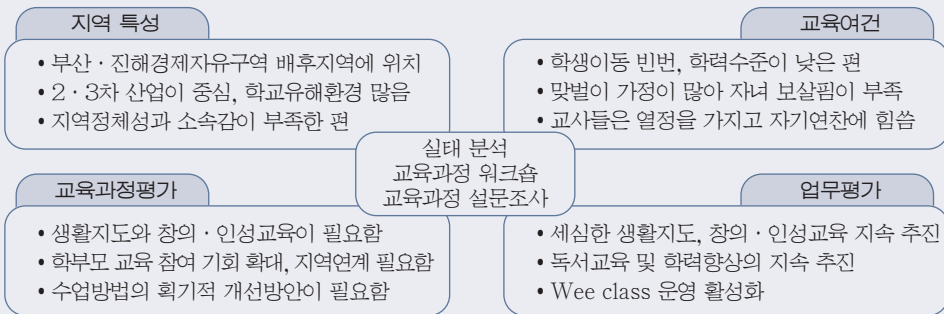 지역 특성
• 부산 · 진해경제자유구역 배후지역에 위치
• 2 · 3차 산업이 중심, 학교유해환경 많음
• 지역정체성과 소속감이 부족한 편
교육여건
• 학생이동 빈번, 학력수준이 낮은 편
• 맞벌이 가정이 많아 자녀 보살핌이 부족
• 교사들은 열정을 가지고 자기연찬에 힘씀
실태 분석
교육과정 워크숍
교육과정 설문조사
교육과정평가
• 생활지도와 창의 · 인성교육이 필요함
• 학부모 교육 참여 기회 확대, 지역연계 필요함
• 수업방법의 획기적 개선방안이 필요함
업무평가
• 세심한 생활지도, 창의 · 인성교육 지속 추진
• 독서교육 및 학력향상의 지속 추진
• Wee class 운영 활성화